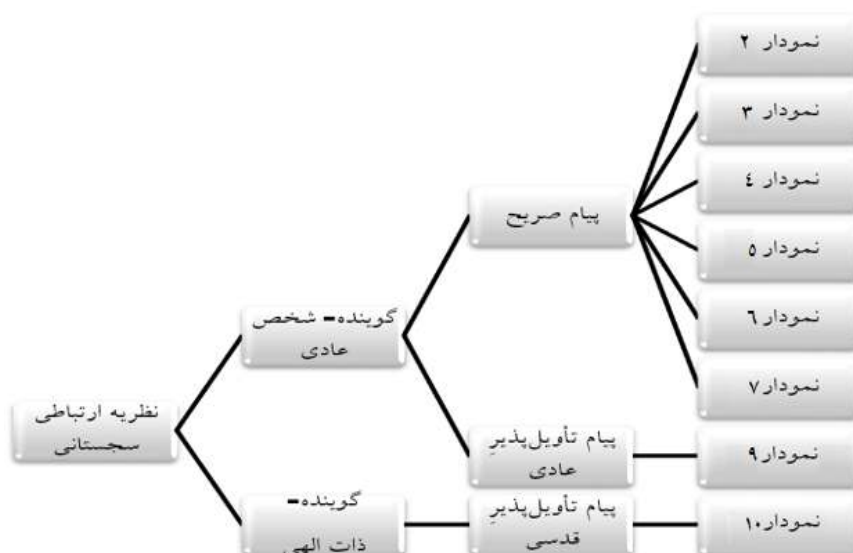 نمودار ۲
نمودار ۳
نمودار ٤
نمودار ٥
نمودار ٦
نمودار ۷
نمودار ۹
نمودار ۱۰
پیام صریح
پیام تأویل‌پذیرِ
عادی
پیام تأویل‌پذیرِ
قدسی
گوینده- شخص
عادی
گوینده-
ذات الهی
نظریه ارتباطی
سجستانی